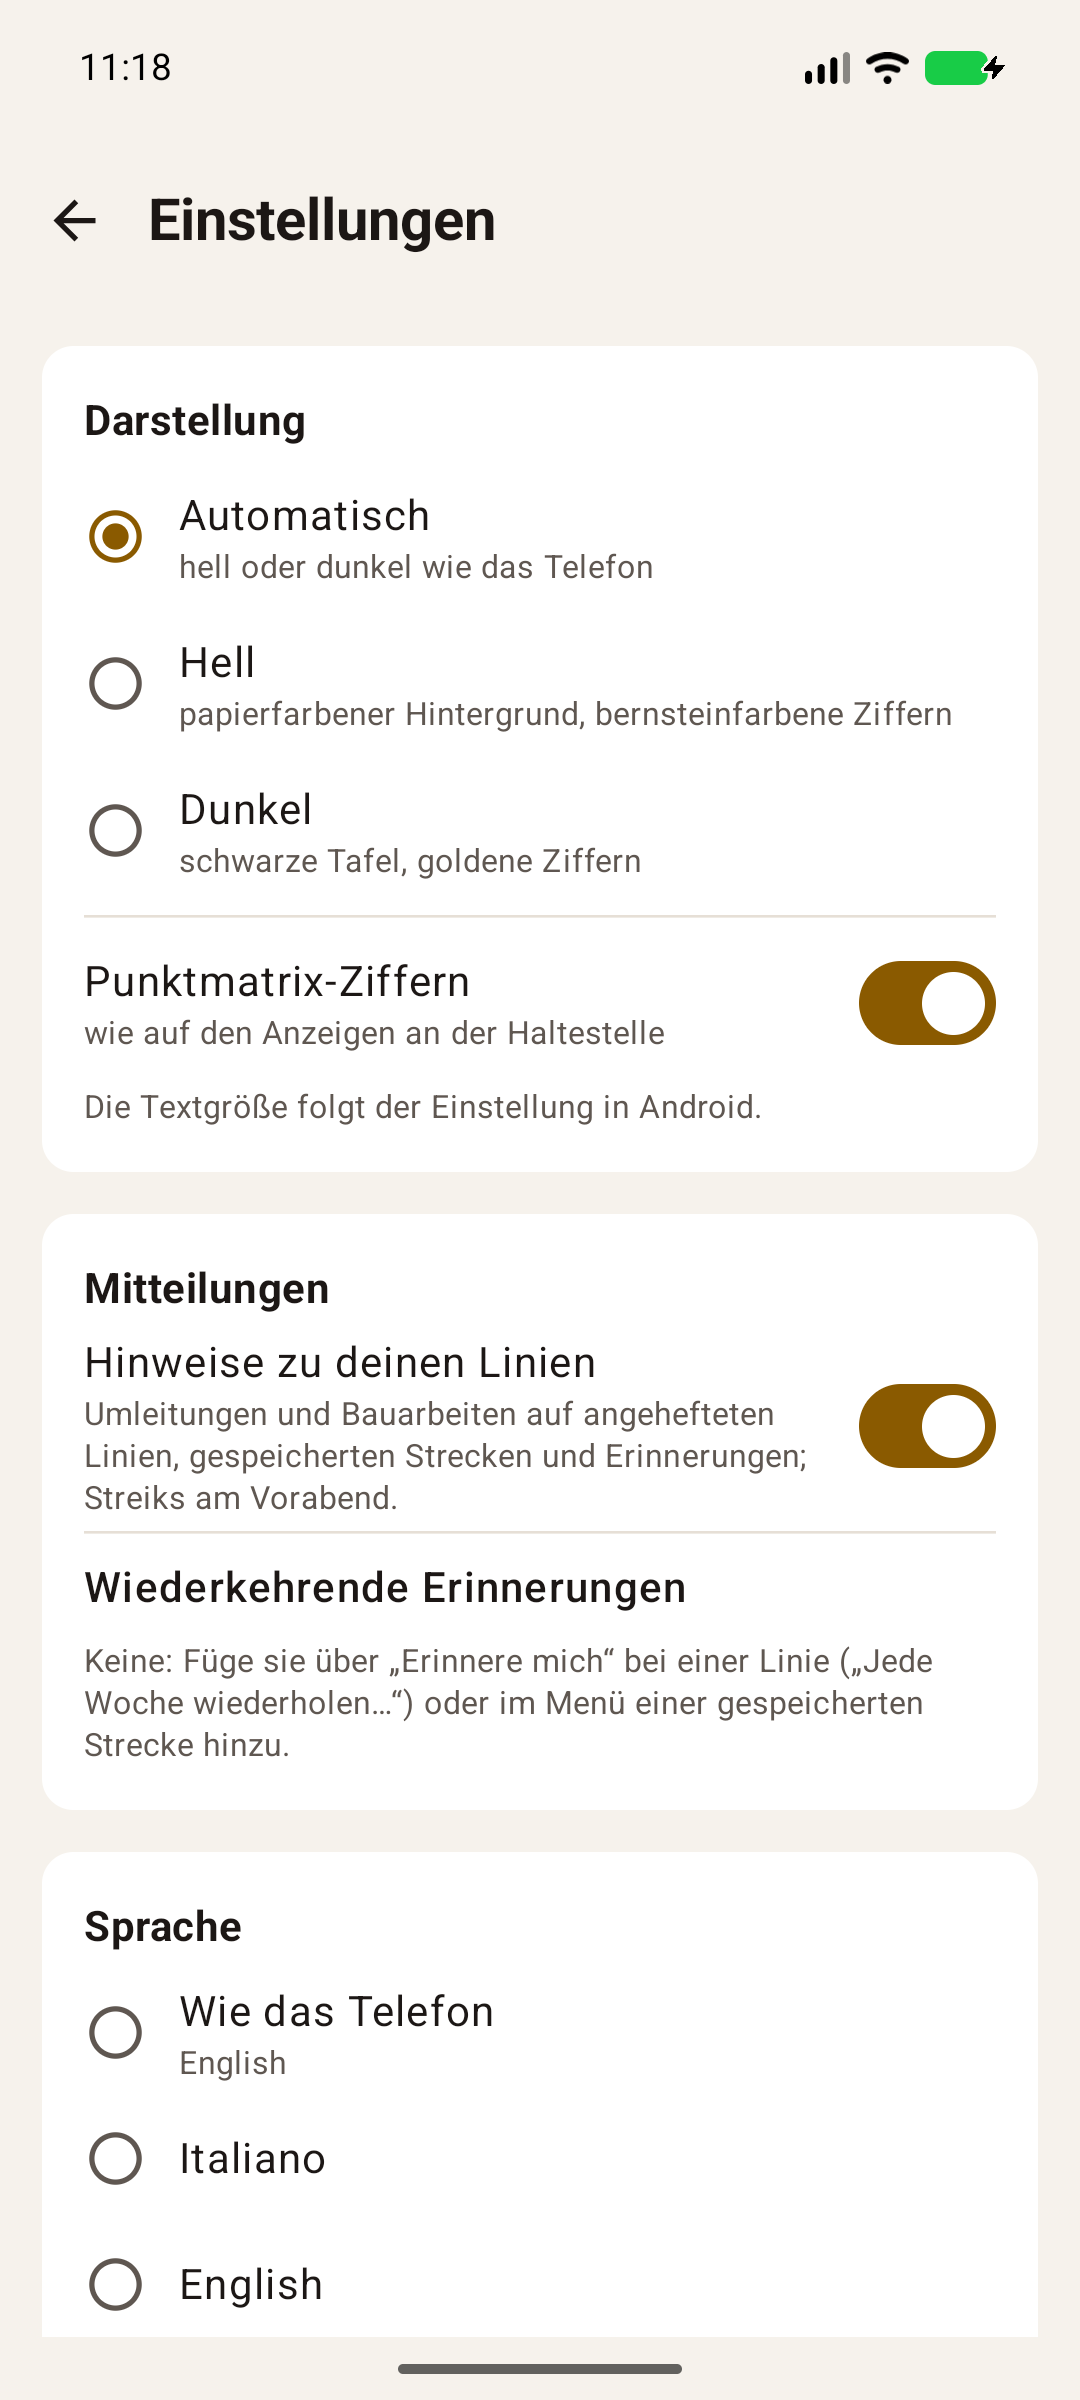 11:18
Einstellungen
Darstellung
Automatisch
hell oder dunkel wie das Telefon
Hell
papierfarbener Hintergrund, bernsteinfarbene Ziffern
Dunkel
schwarze Tafel, goldene Ziffern
Punktmatrix-Ziffern
wie auf den Anzeigen an der Haltestelle
Die Textgröße folgt der Einstellung in Android.
Mitteilungen
Hinweise zu deinen Linien
Umleitungen und Bauarbeiten auf angehefteten
Linien, gespeicherten Strecken und Erinnerungen;
Streiks am Vorabend.
Wiederkehrende Erinnerungen
Keine: Füge sie über „Erinnere mich“ bei einer Linie („Jede
Woche wiederholen…“) oder im Menü einer gespeicherten
Strecke hinzu.
Sprache
Wie das Telefon
English
Italiano
English